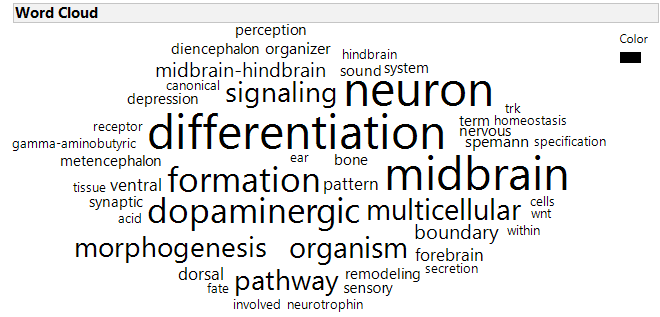 Word Cloud
perception
Color
diencephalon organizer
hindbrain
midbrain-hindbrain sound system
canonical signaling neuron
depression
trk
receptor differentiation term homeostasis
nervous
gamma-aminobutyric spemann specification
metencephalon ear bone midbrain
tissue ventral formation pattern
synaptic cells
acid dopaminergic multicellular wnt
boundary within
morphogenesis organism forebrain
dorsal pathway remodeling secretion
fate sensory
involved neurotrophin